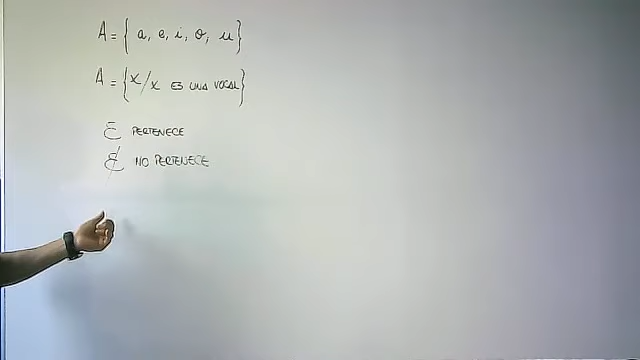 A = { a, e, i, o, u }
A = { x/x ES UNA VOCAL }
∈ PERTENECE
∉ NO PERTENECE